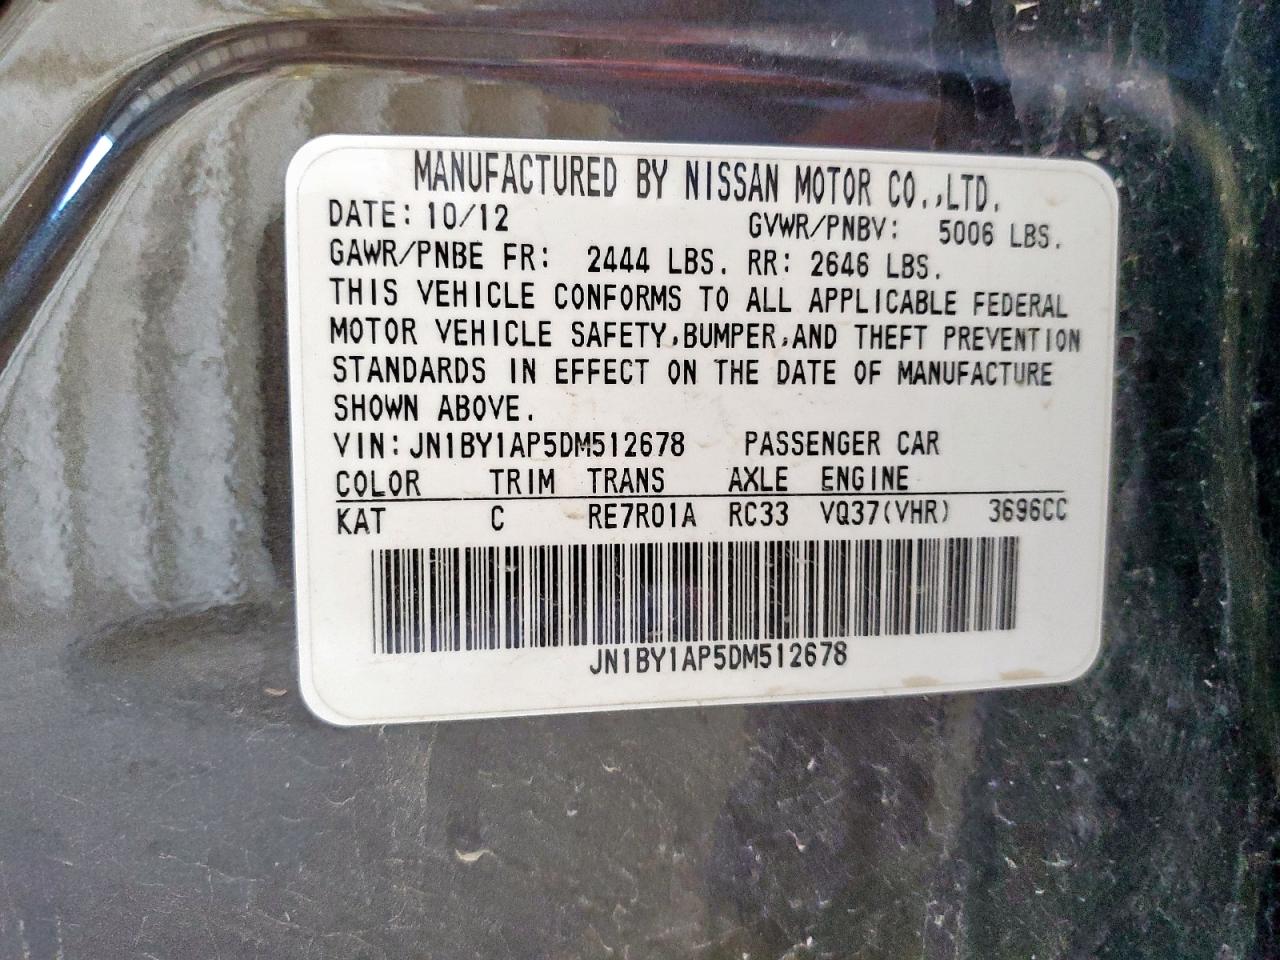 MANUFACTURED BY NISSAN MOTOR CO.,LTD.
DATE: 10/12 GVWR/PNBV: 5006 LBS.
GAWR/PNBE FR: 2444 LBS. RR: 2646 LBS.
THIS VEHICLE CONFORMS TO ALL APPLICABLE FEDERAL
MOTOR VEHICLE SAFETY,BUMPER,AND THEFT PREVENTION
STANDARDS IN EFFECT ON THE DATE OF MANUFACTURE
SHOWN ABOVE.
VIN: JN1BY1AP5DM512678 PASSENGER CAR
COLOR TRIM TRANS AXLE ENGINE
KAT C RE7R01A RC33 VQ37(VHR) 3696CC
JN1BY1AP5DM512678